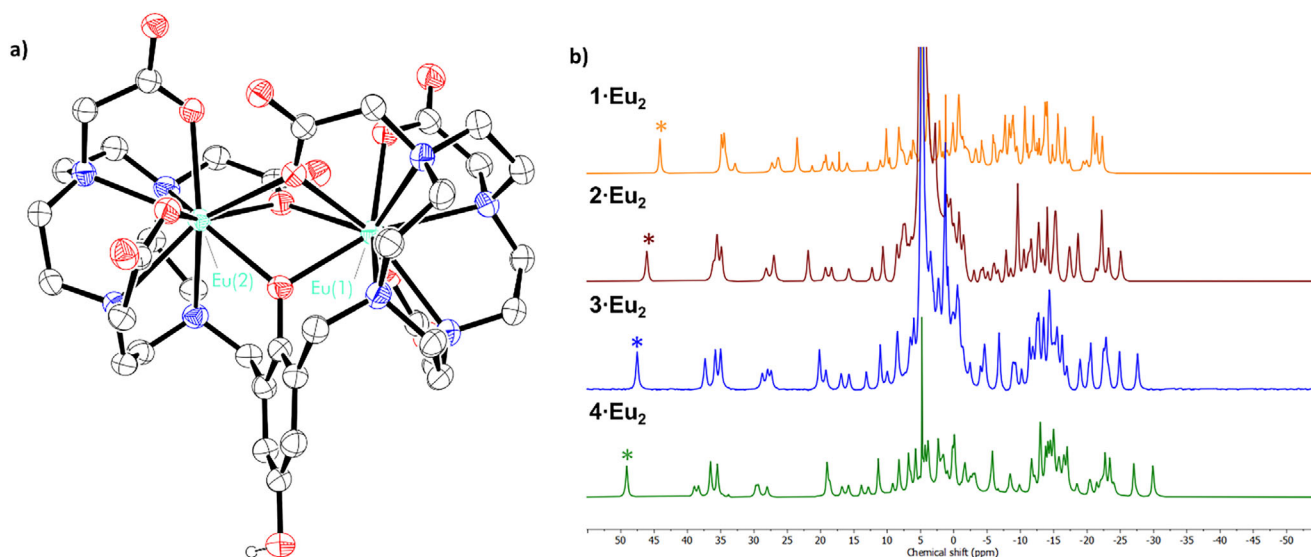 a)
Eu(2)
Eu(1)
b)
1·Eu₂
*
2·Eu₂
*
3·Eu₂
*
4·Eu₂
*
50 45 40 35 30 25 20 15 10 5 0 -5 -10 -15 -20 -25 -30 -35 -40 -45 -50 -55
Chemical shift (ppm)